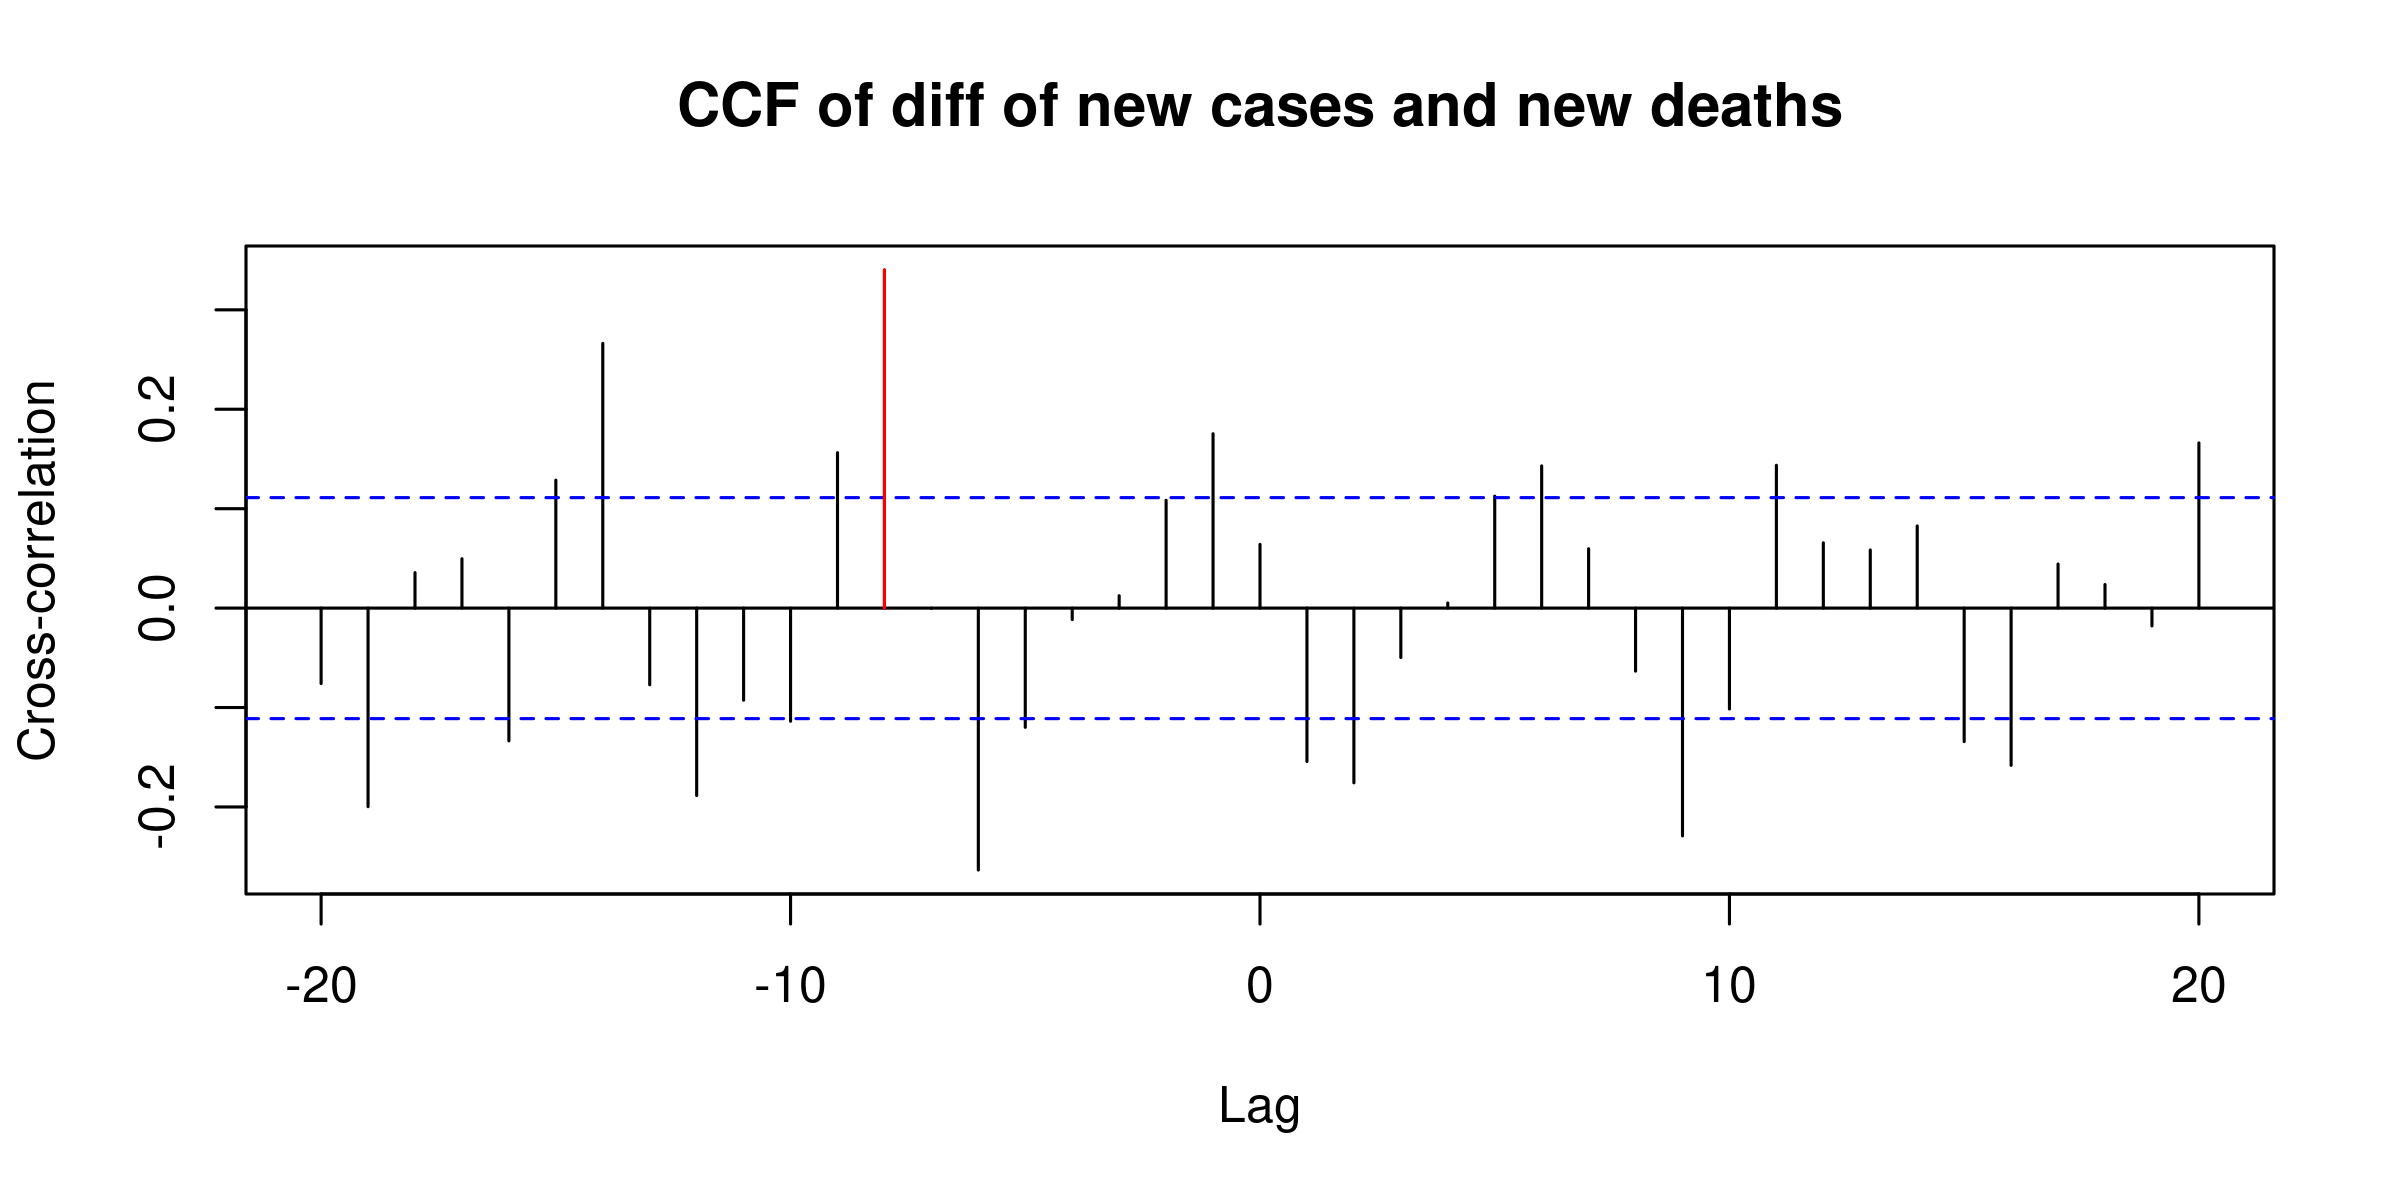 CCF of diff of new cases and new deaths
Cross-correlation
0.2
0.0
-0.2
-20
-10
0
10
20
Lag